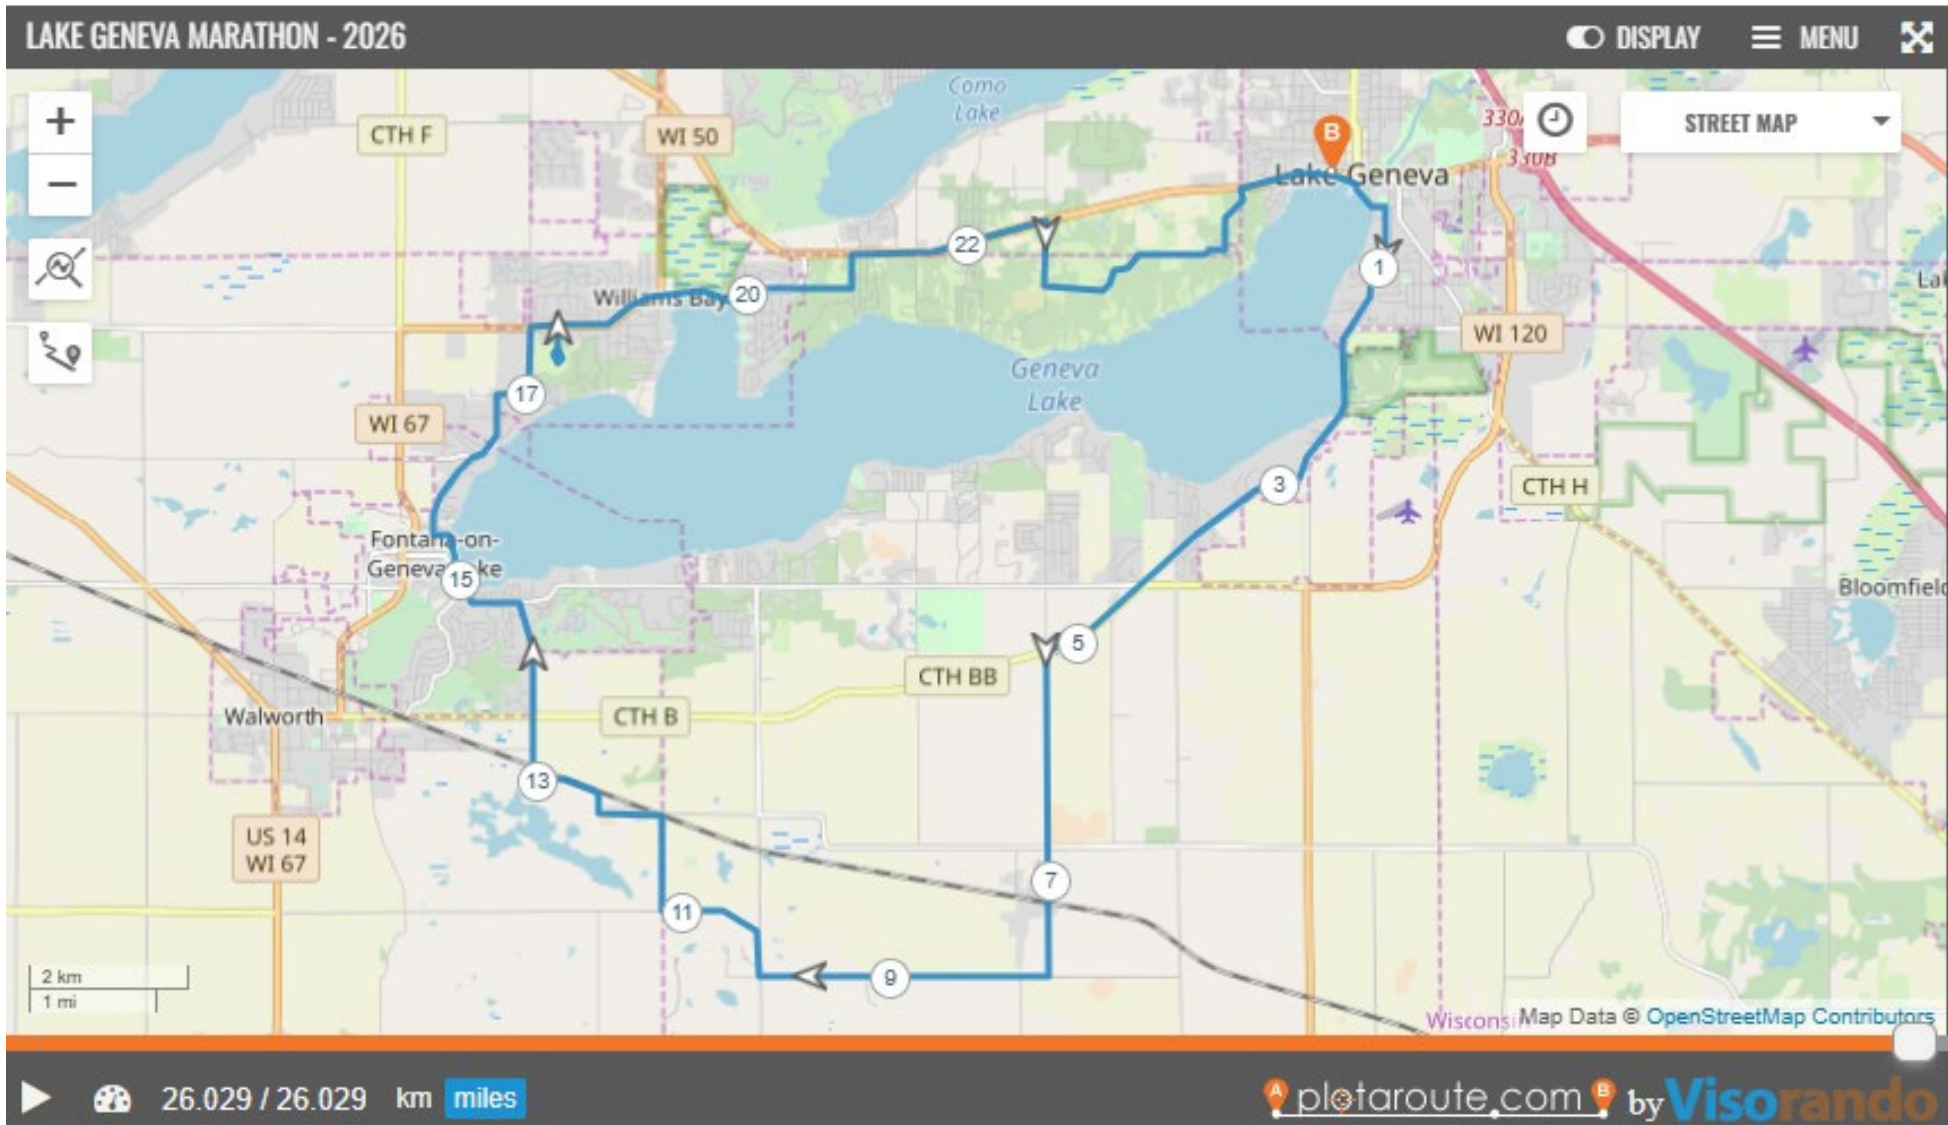 LAKE GENEVA MARATHON - 2026
DISPLAY
MENU
+
−
STREET MAP
Como
Lake
CTH F
WI 50
B
330B
Lake Geneva
22
1
20
Williams Bay
WI 120
Geneva
Lake
17
WI 67
3
CTH H
Fontana-on-
Geneva Lake
15
Bloomfield
5
CTH BB
Walworth
CTH B
13
US 14
WI 67
7
11
9
2 km
1 mi
Map Data © OpenStreetMap Contributors
26.029 / 26.029
km
miles
A plotaroute.com B by Visorando